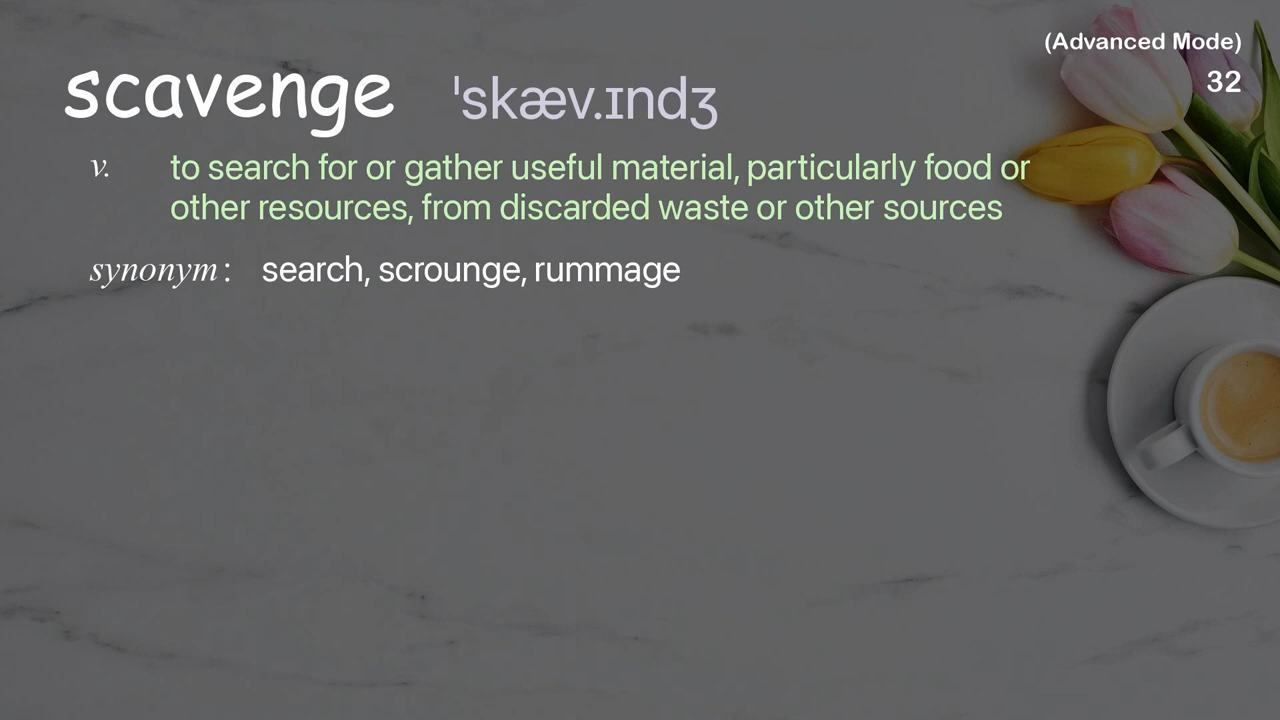 (Advanced Mode)
32
scavenge ˈskæv.ɪndʒ
v. to search for or gather useful material, particularly food or
other resources, from discarded waste or other sources
synonym : search, scrounge, rummage